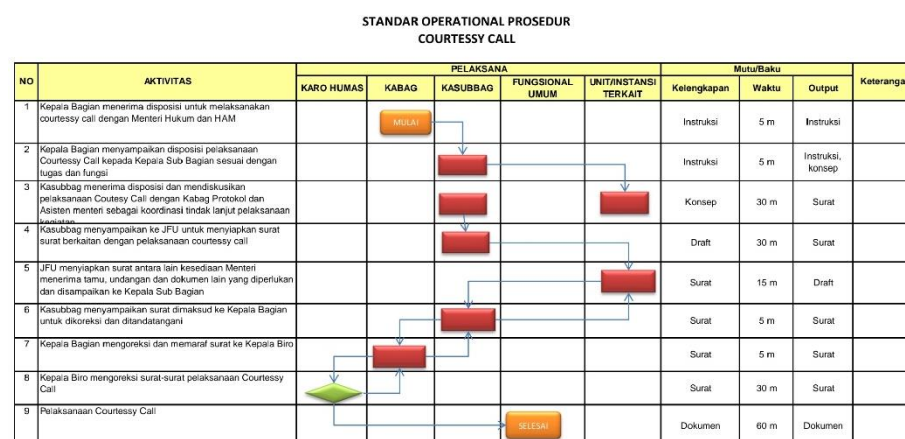 STANDAR OPERATIONAL PROSEDUR
COURTESSY CALL
NO
AKTIVITAS
PELAKSANA
Mutu/Baku
Keteranga
KARO HUMAS
KABAG
KASUBBAG
FUNGSIONAL
UMUM
UNIT/INSTANSI
TERKAIT
Kelengkapan
Waktu
Output
1
Kepala Bagian menerima disposisi untuk melaksanakan
courtessy call dengan Menteri Hukum dan HAM
MULAI
Instruksi
5 m
Instruksi
2
Kepala Bagian menyampaikan disposisi pelaksanaan
Courtessy Call kepada Kepala Sub Bagian sesuai dengan
tugas dan fungsi
Instruksi
5 m
Instruksi,
konsep
3
Kasubbag menerima disposisi dan mendiskusikan
pelaksanaan Coutesy Call dengan Kabag Protokol dan
Asisten menteri sebagai koordinasi tindak lanjut pelaksanaan
kegiatan
Konsep
30 m
Surat
4
Kasubbag menyampaikan ke JFU untuk menyiapkan surat
surat berkaitan dengan pelaksanaan courtessy call
Draft
30 m
Surat
5
JFU menyiapkan surat antara lain kesediaan Menteri
menerima tamu, undangan dan dokumen lain yang diperlukan
dan disampaikan ke Kepala Sub Bagian
Surat
15 m
Draft
6
Kasubbag menyampaikan surat dimaksud ke Kepala Bagian
untuk dikoreksi dan ditandatangani
Surat
5 m
Surat
7
Kepala Bagian mengoreksi dan memaraf surat ke Kepala Biro
Surat
5 m
Surat
8
Kepala Biro mengoreksi surat-surat pelaksanaan Courtessy
Call
Surat
30 m
Surat
9
Pelaksanaan Courtessy Call
SELESAI
Dokumen
60 m
Dokumen